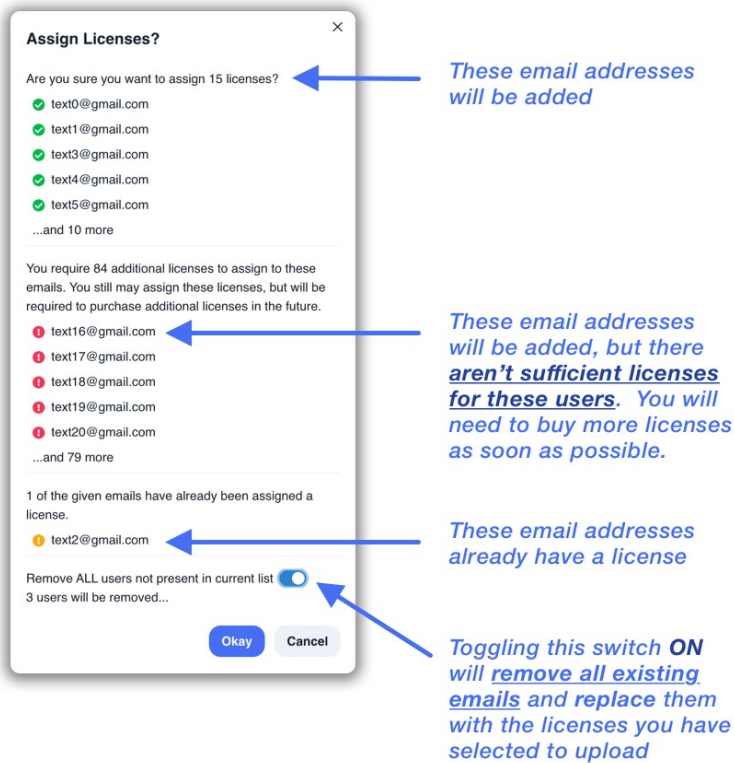 Assign Licenses?
Are you sure you want to assign 15 licenses?
text0@gmail.com
text1@gmail.com
text3@gmail.com
text4@gmail.com
text5@gmail.com
...and 10 more
You require 84 additional licenses to assign to these
emails. You still may assign these licenses, but will be
required to purchase additional licenses in the future.
text16@gmail.com
text17@gmail.com
text18@gmail.com
text19@gmail.com
text20@gmail.com
...and 79 more
1 of the given emails have already been assigned a
license.
text2@gmail.com
Remove ALL users not present in current list
3 users will be removed...
Okay
Cancel
These email addresses
will be added
These email addresses
will be added, but there
aren't sufficient licenses
for these users. You will
need to buy more licenses
as soon as possible.
These email addresses
already have a license
Toggling this switch ON
will remove all existing
emails and replace them
with the licenses you have
selected to upload